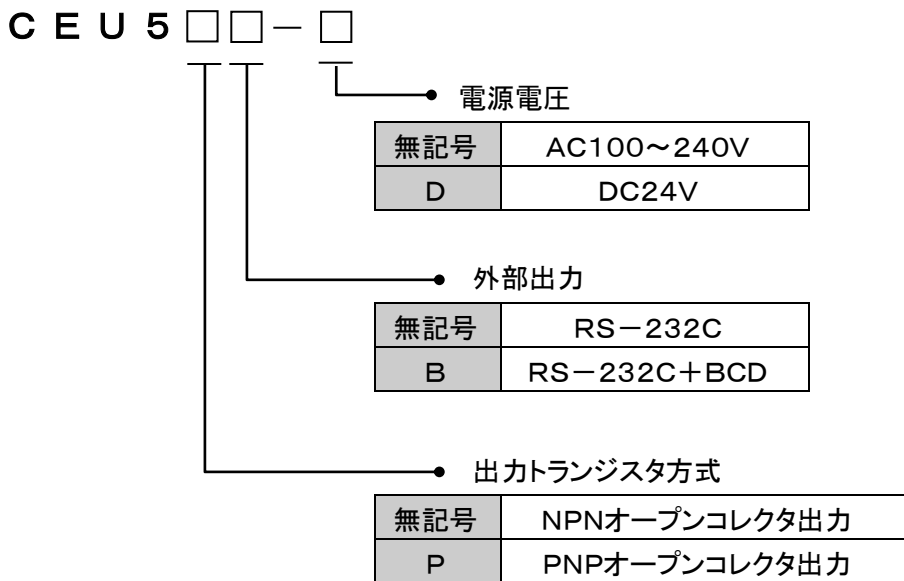 CEU5□□－□
電源電圧
無記号 AC100～240V
D DC24V
外部出力
無記号 RS－232C
B RS－232C＋BCD
出力トランジスタ方式
無記号 NPNオープンコレクタ出力
P PNPオープンコレクタ出力